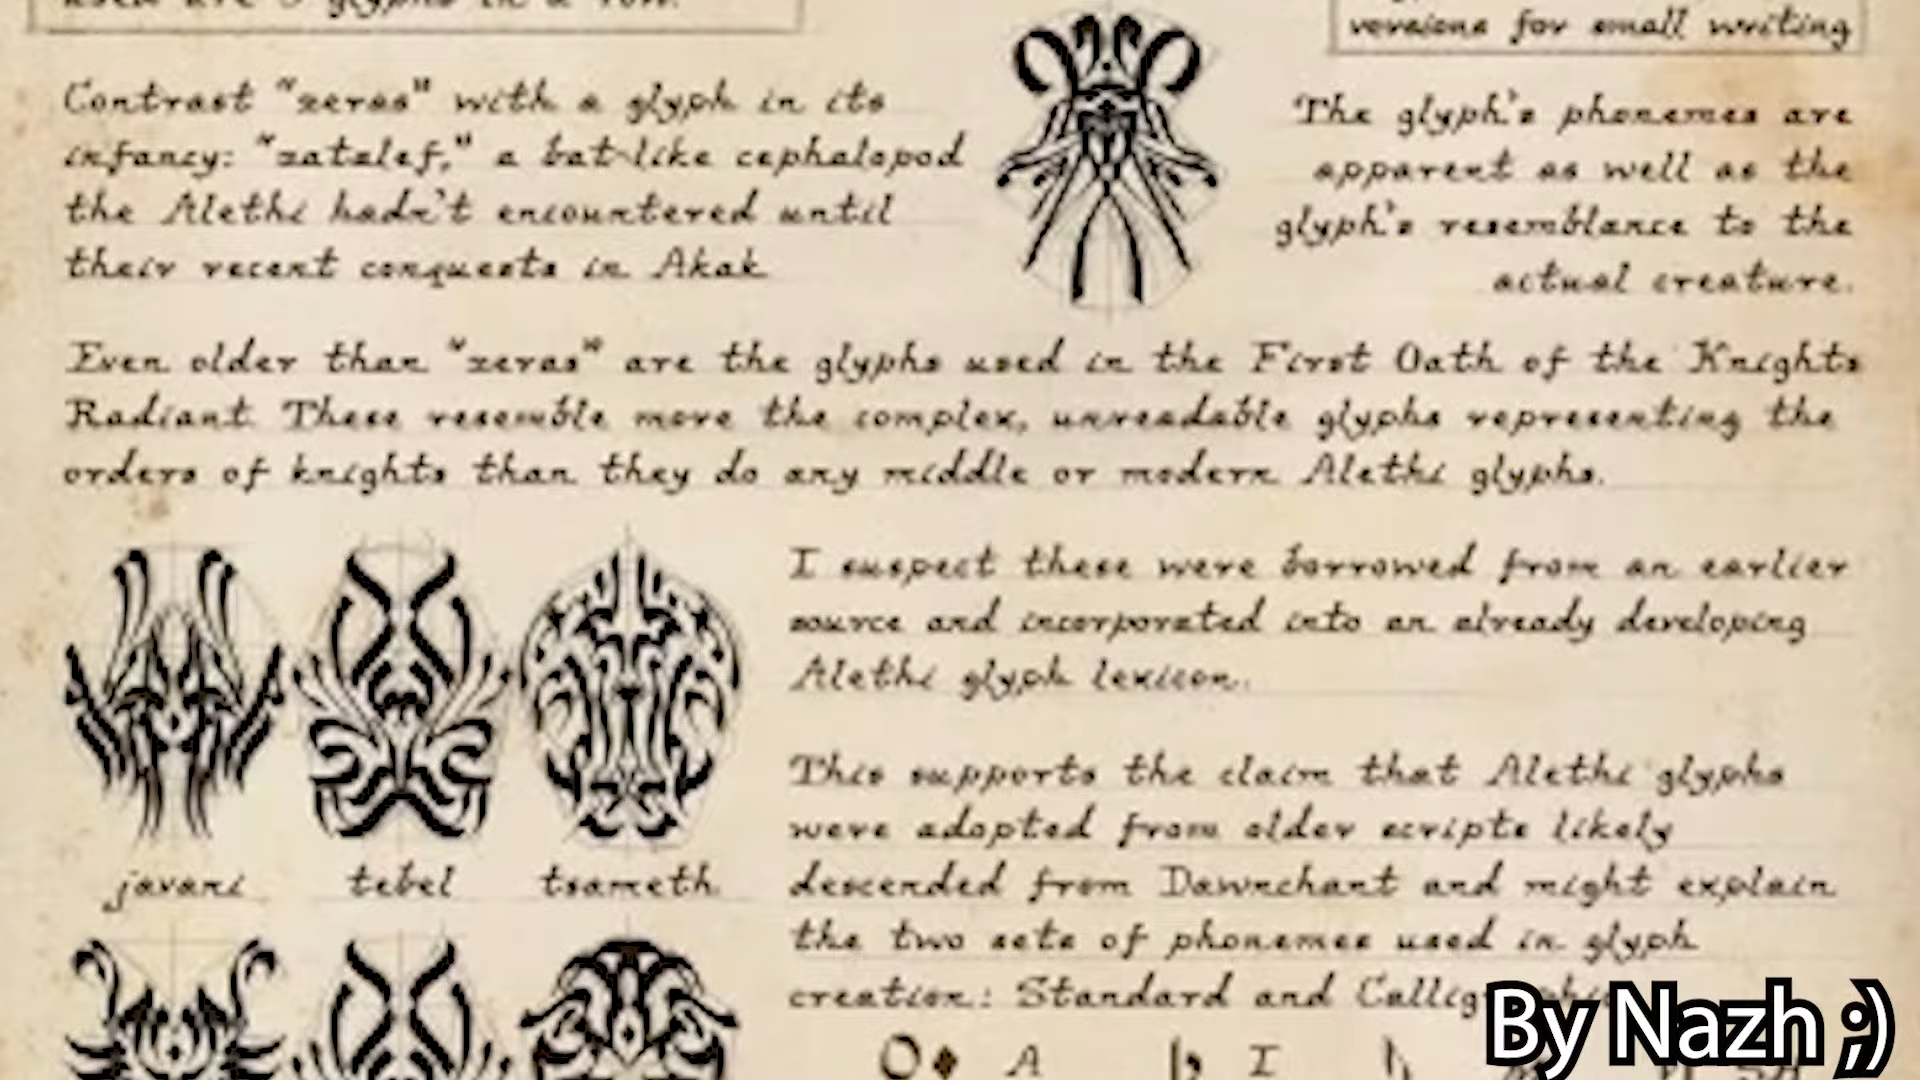 used are 3 glyphs in a row.
versions for small writing
Contrast "zeras" with a glyph in its
infancy: "zatalef," a bat-like cephalopod
the Alethi hadn't encountered until
their recent conquests in Akak
The glyph's phonemes are
apparent as well as the
glyph's resemblance to the
actual creature.
Even older than "zeras" are the glyphs used in the First Oath of the Knights
Radiant. These resemble more the complex, unreadable glyphs representing the
orders of knights than they do any middle or modern Alethi glyphs.
javani tebel tsameth
I suspect these were borrowed from an earlier
source and incorporated into an already developing
Alethi glyph lexicon.
This supports the claim that Alethi glyphs
were adopted from older scripts likely
descended from Dawnchant and might explain
the two sets of phonemes used in glyph
creation: Standard and
A I
By Nazh ;)